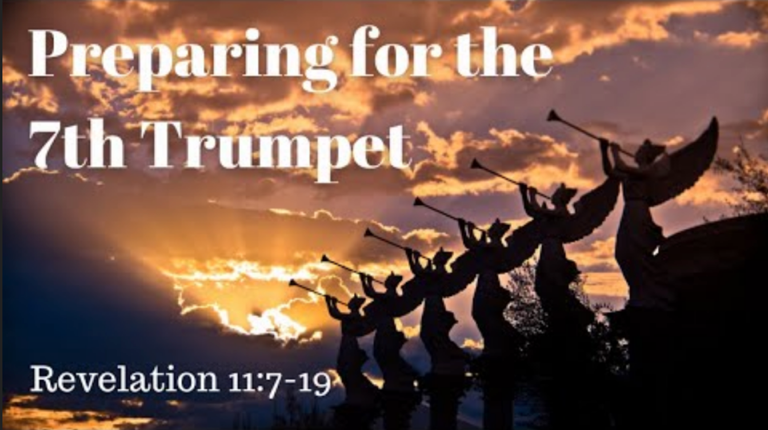 Preparing for the
7th Trumpet
Revelation 11:7-19